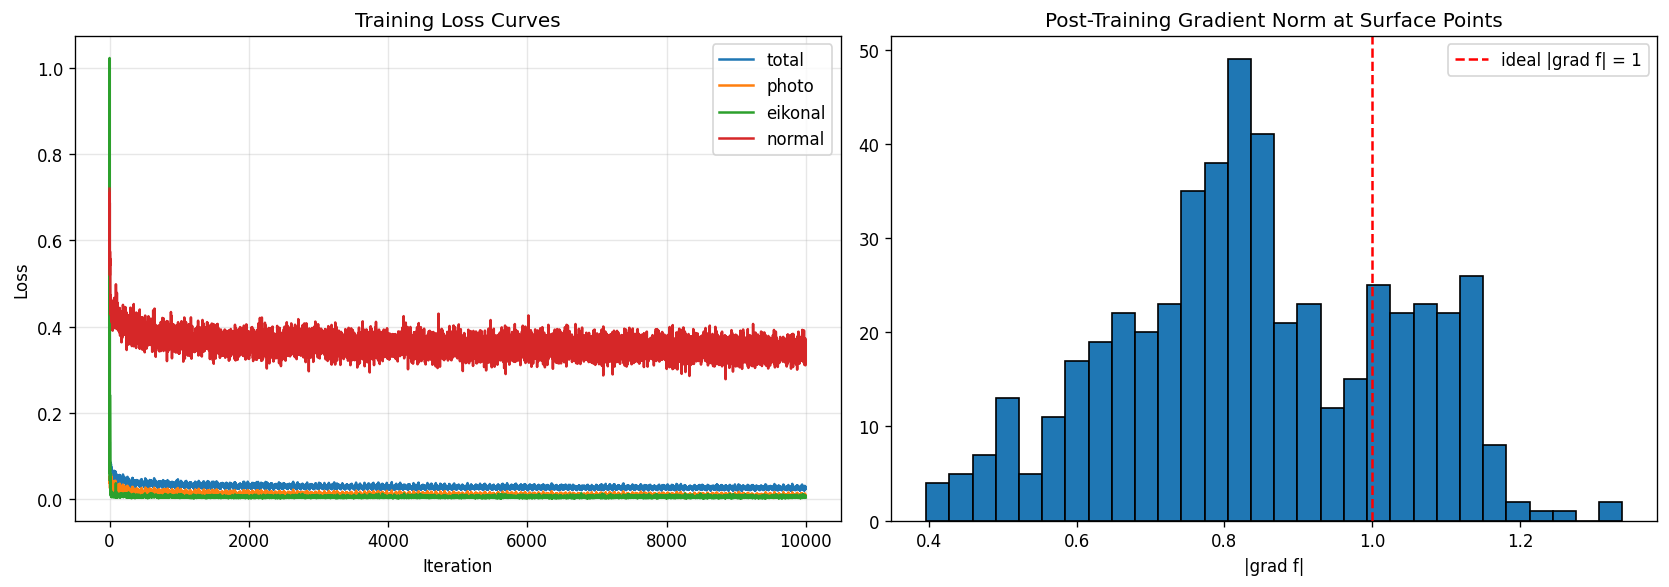 Training Loss Curves
Loss
1.0
0.8
0.6
0.4
0.2
0.0
total
photo
eikonal
normal
0 2000 4000 6000 8000 10000
Iteration
Post-Training Gradient Norm at Surface Points
50
40
30
20
10
0
ideal |grad f| = 1
0.4 0.6 0.8 1.0 1.2
|grad f|